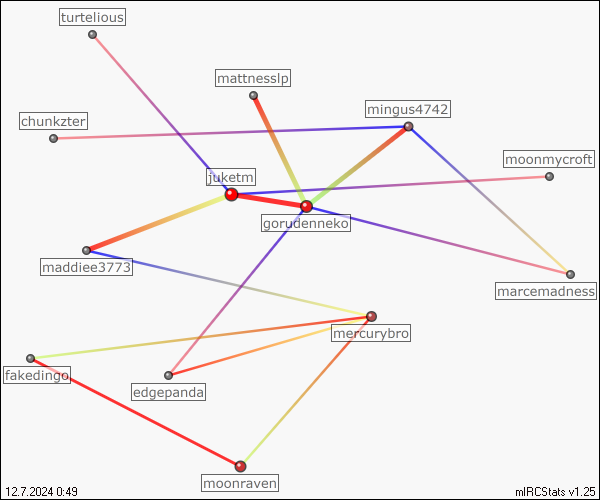 turtelious
mattnesslp
mingus4742
chunkzter
moonmycroft
juketm
gorudenneko
maddiee3773
marcemadness
mercurybro
fakedingo
edgepanda
moonraven
12.7.2024 0:49
mIRCStats v1.25